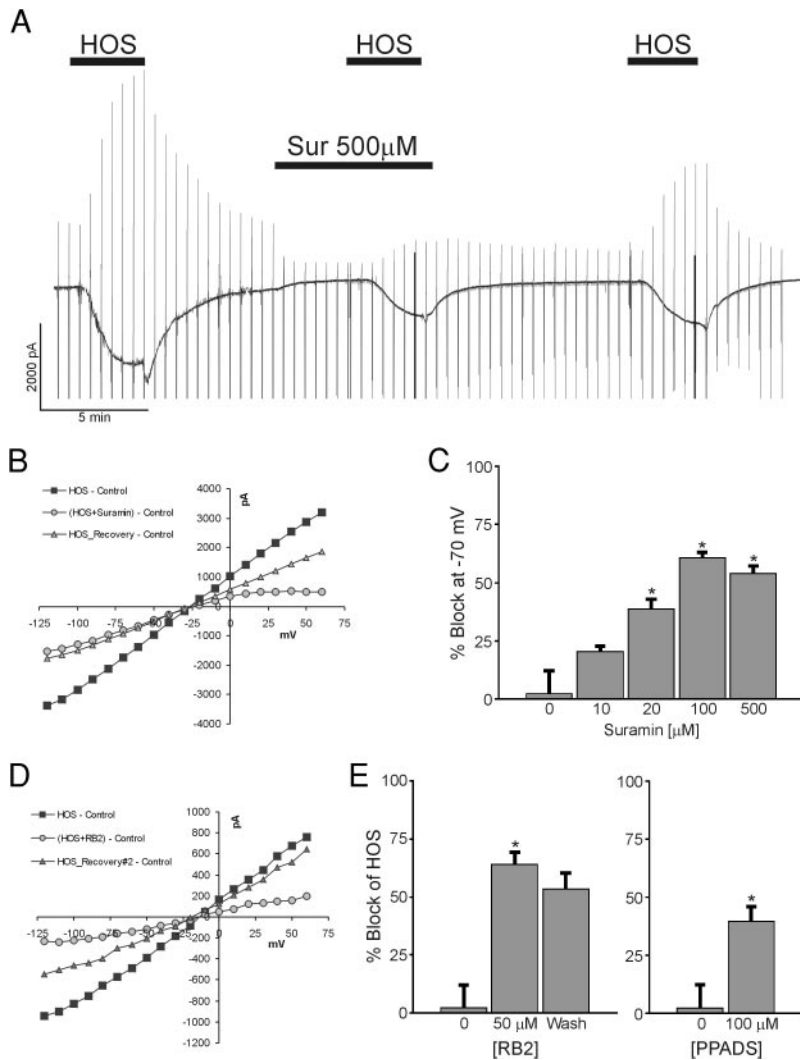 A
HOS HOS HOS
Sur 500µM
2000 pA
5 min
B
HOS - Control
(HOS+Suramin) - Control
HOS_Recovery - Control
4000
3000
2000
1000
0
-1000
-2000
-3000
-4000
pA
-125 -100 -75 -50 -25 0 25 50 75
mV
C
% Block at -70 mV
100
75
50
25
0
* * *
0 10 20 100 500
Suramin [µM]
D
HOS - Control
(HOS+RB2) - Control
HOS_Recovery#2 - Control
1000
800
600
400
200
0
-200
-400
-600
-800
-1000
-1200
pA
-125 -100 -75 -50 -25 0 25 50 75
mV
E
% Block of HOS
100
75
50
25
0
*
0 50 µM Wash
[RB2]
100
75
50
25
0
*
0 100 µM
[PPADS]